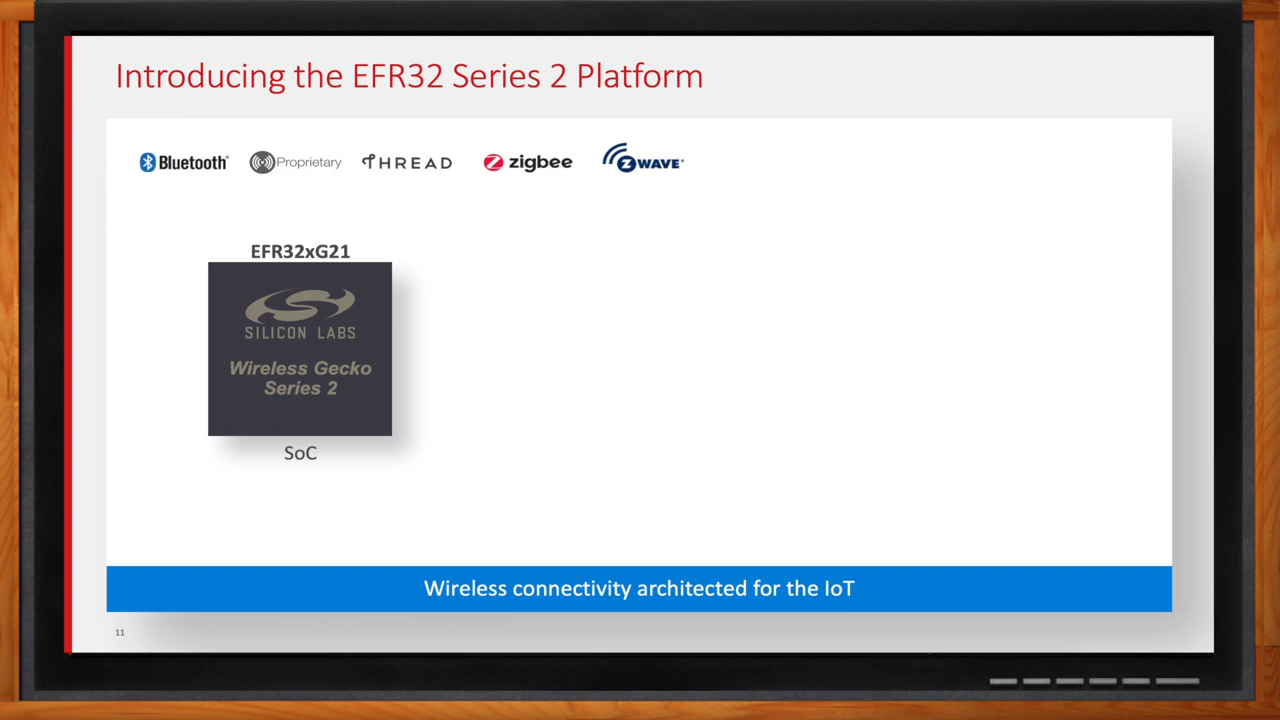 Introducing the EFR32 Series 2 Platform
Bluetooth® Proprietary THREAD zigbee Z WAVE®
EFR32xG21
SILICON LABS
Wireless Gecko
Series 2
SoC
Wireless connectivity architected for the IoT
11